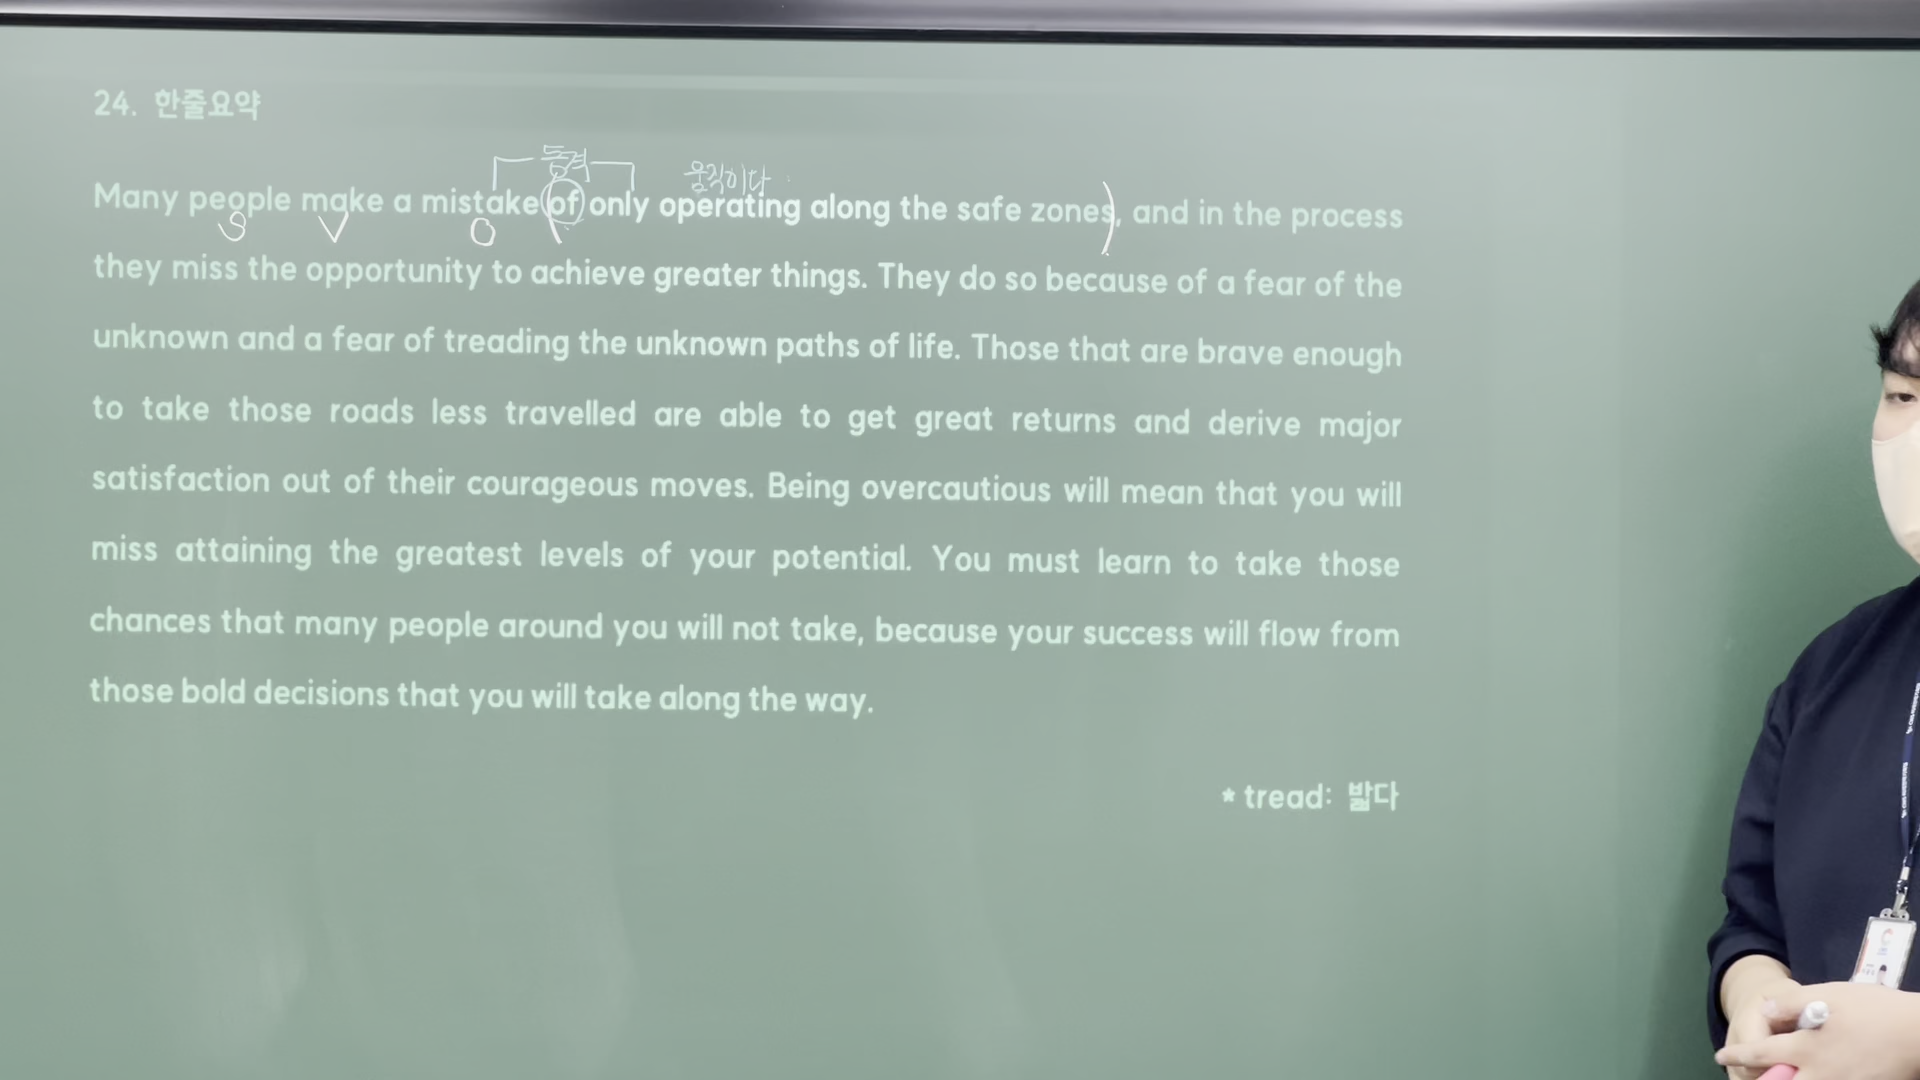 24. 한줄요약
동격 움직이다
Many people make a mistake (of only operating along the safe zones), and in the process
S V O
they miss the opportunity to achieve greater things. They do so because of a fear of the
unknown and a fear of treading the unknown paths of life. Those that are brave enough
to take those roads less travelled are able to get great returns and derive major
satisfaction out of their courageous moves. Being overcautious will mean that you will
miss attaining the greatest levels of your potential. You must learn to take those
chances that many people around you will not take, because your success will flow from
those bold decisions that you will take along the way.
* tread: 밟다